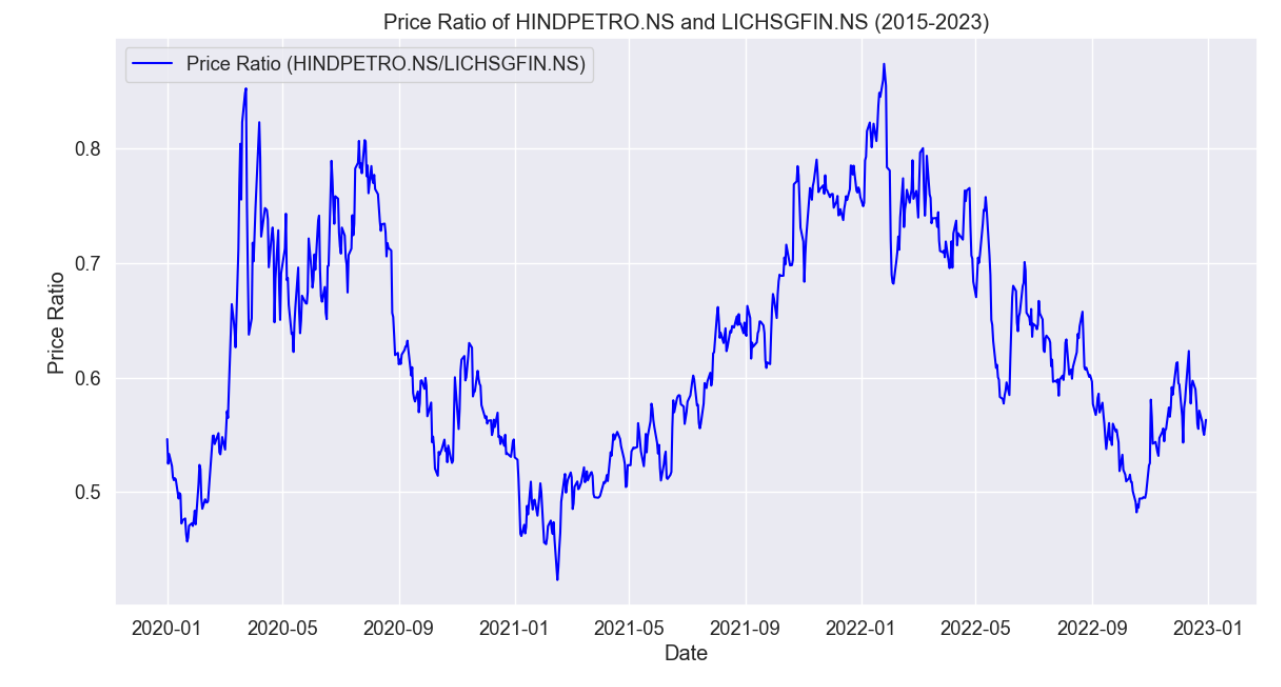 Price Ratio of HINDPETRO.NS and LICHSGFIN.NS (2015-2023)
Price Ratio (HINDPETRO.NS/LICHSGFIN.NS)
Price Ratio
0.8
0.7
0.6
0.5
2020-01 2020-05 2020-09 2021-01 2021-05 2021-09 2022-01 2022-05 2022-09 2023-01
Date